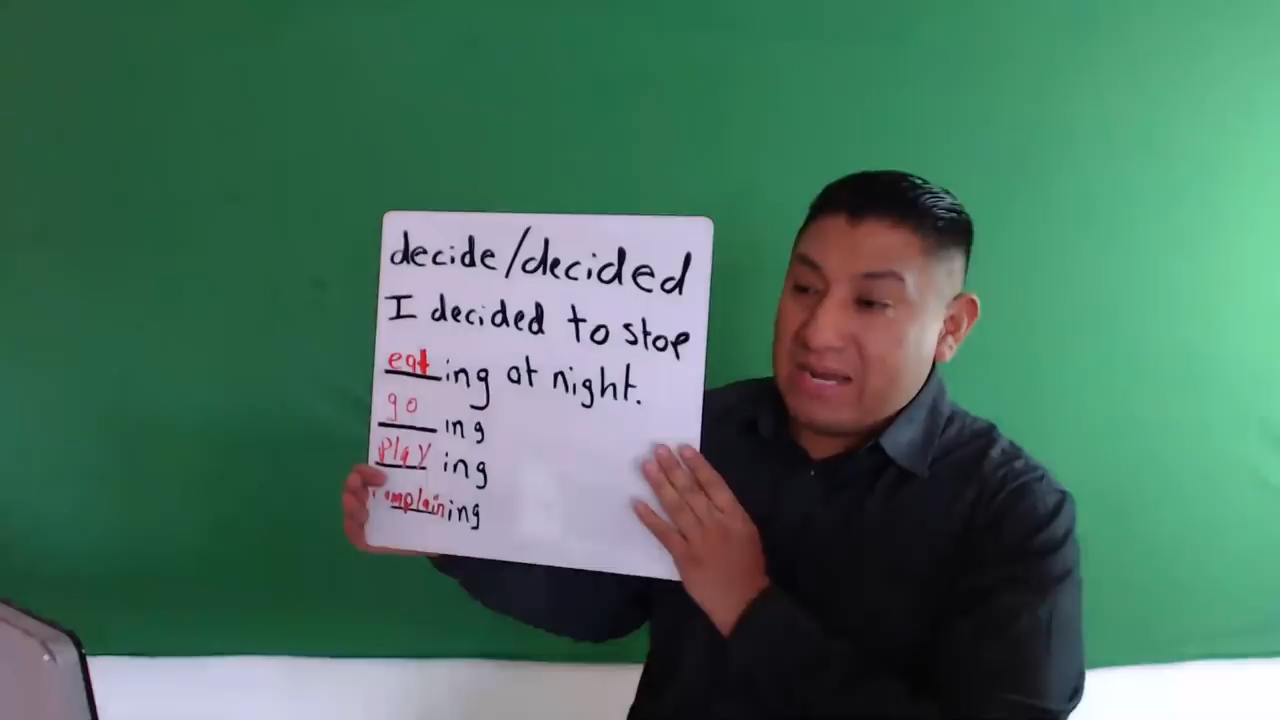 decide/decided
I decided to stop
eating at night.
going
playing
complaining